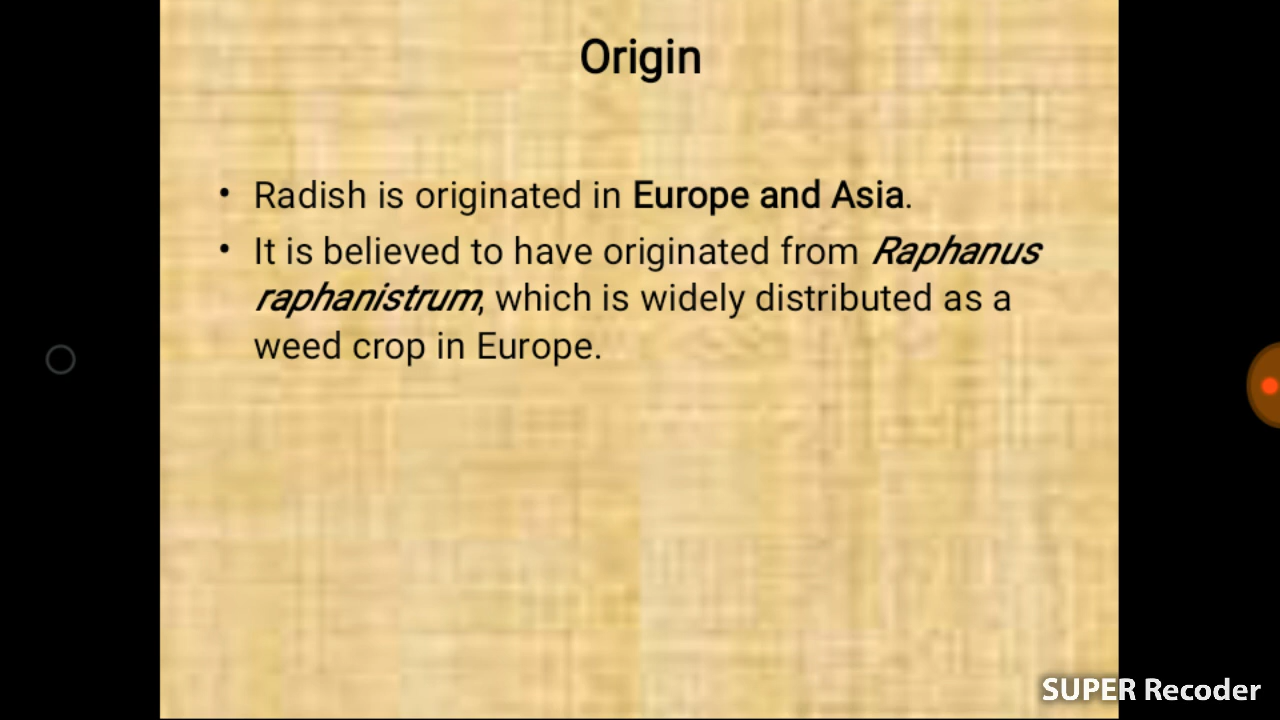 Origin
• Radish is originated in Europe and Asia.
• It is believed to have originated from Raphanus
raphanistrum, which is widely distributed as a
weed crop in Europe.
SUPER Recoder